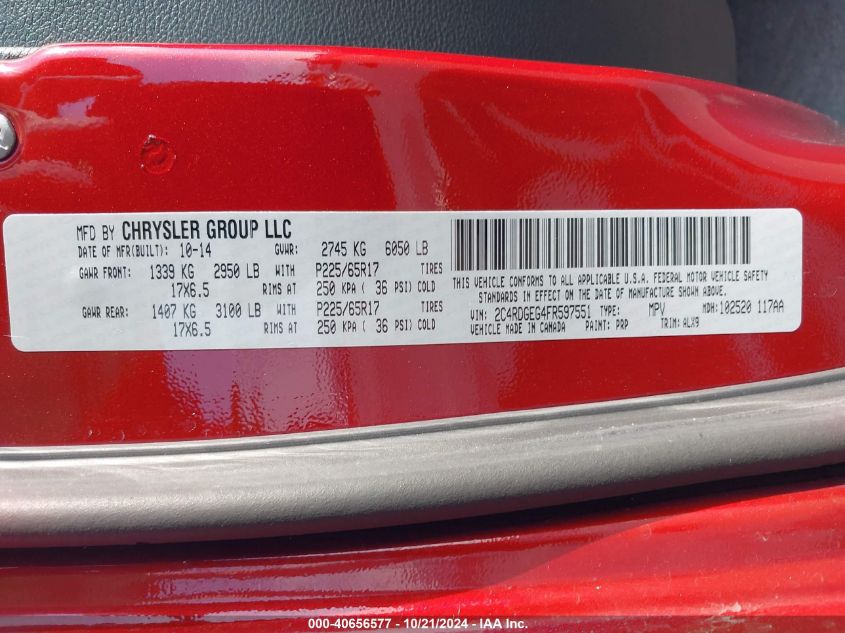 MFD BY CHRYSLER GROUP LLC
DATE OF MFR(BUILT): 10-14 GVWR: 2745 KG 6050 LB
GAWR FRONT: 1339 KG 2950 LB WITH P225/65R17 TIRES
17X6.5 RIMS AT 250 KPA ( 36 PSI) COLD
GAWR REAR: 1407 KG 3100 LB WITH P225/65R17 TIRES
17X6.5 RIMS AT 250 KPA ( 36 PSI) COLD
THIS VEHICLE CONFORMS TO ALL APPLICABLE U.S.A. FEDERAL MOTOR VEHICLE SAFETY
STANDARDS IN EFFECT ON THE DATE OF MANUFACTURE SHOWN ABOVE.
VIN: 2C4RDGEG4FR597551 TYPE: MPV MDH: 102520 117AA
VEHICLE MADE IN CANADA PAINT: PRP TRIM: ALX9
000-40656577 - 10/21/2024 - IAA Inc.